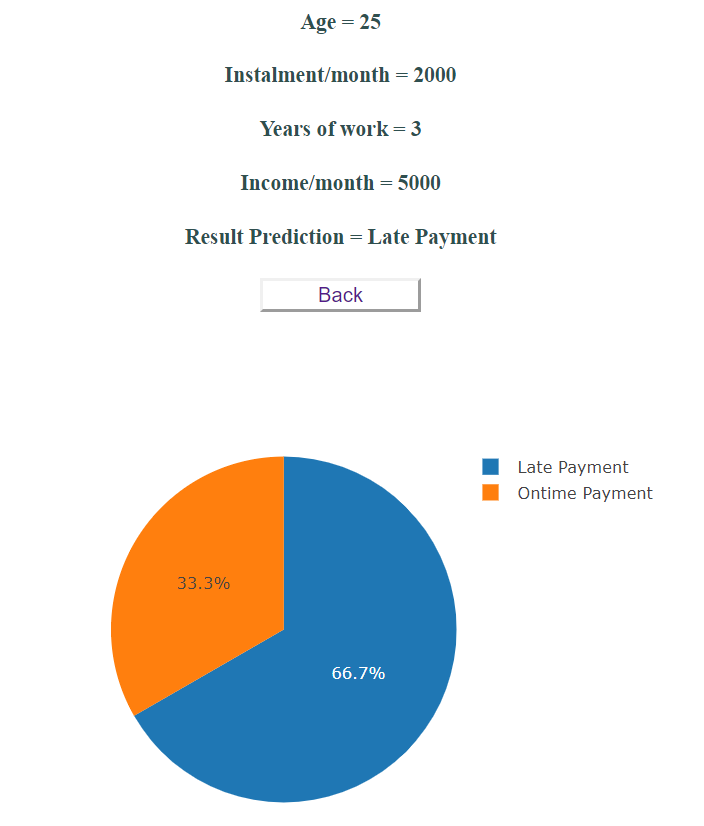 Age = 25
Instalment/month = 2000
Years of work = 3
Income/month = 5000
Result Prediction = Late Payment
Back
Late Payment
Ontime Payment
33.3%
66.7%